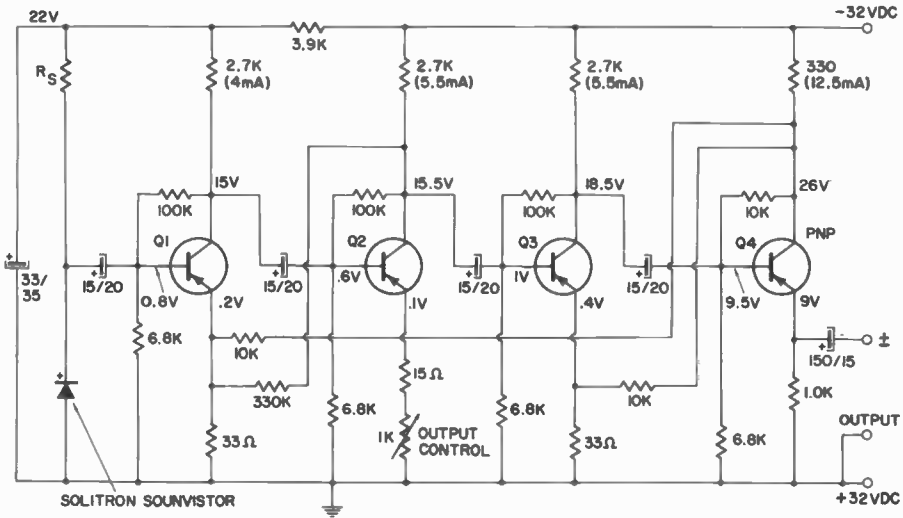 22V
-32VDC
3.9K
RS
2.7K
(4mA)
2.7K
(5.5mA)
2.7K
(5.5mA)
330
(12.5mA)
15V
15.5V
18.5V
26V
100K
100K
100K
10K
Q1
Q2
Q3
Q4
PNP
+
33/
35
+
15/20
0.8V
.2V
+
15/20
.6V
.1V
+
15/20
1V
.4V
+
15/20
9.5V
9V
+
150/15
±
6.8K
10K
330K
15Ω
10K
1.0K
+
33Ω
6.8K
1K
OUTPUT
CONTROL
6.8K
33Ω
6.8K
OUTPUT
SOLITRON SOUNVISTOR
+32VDC